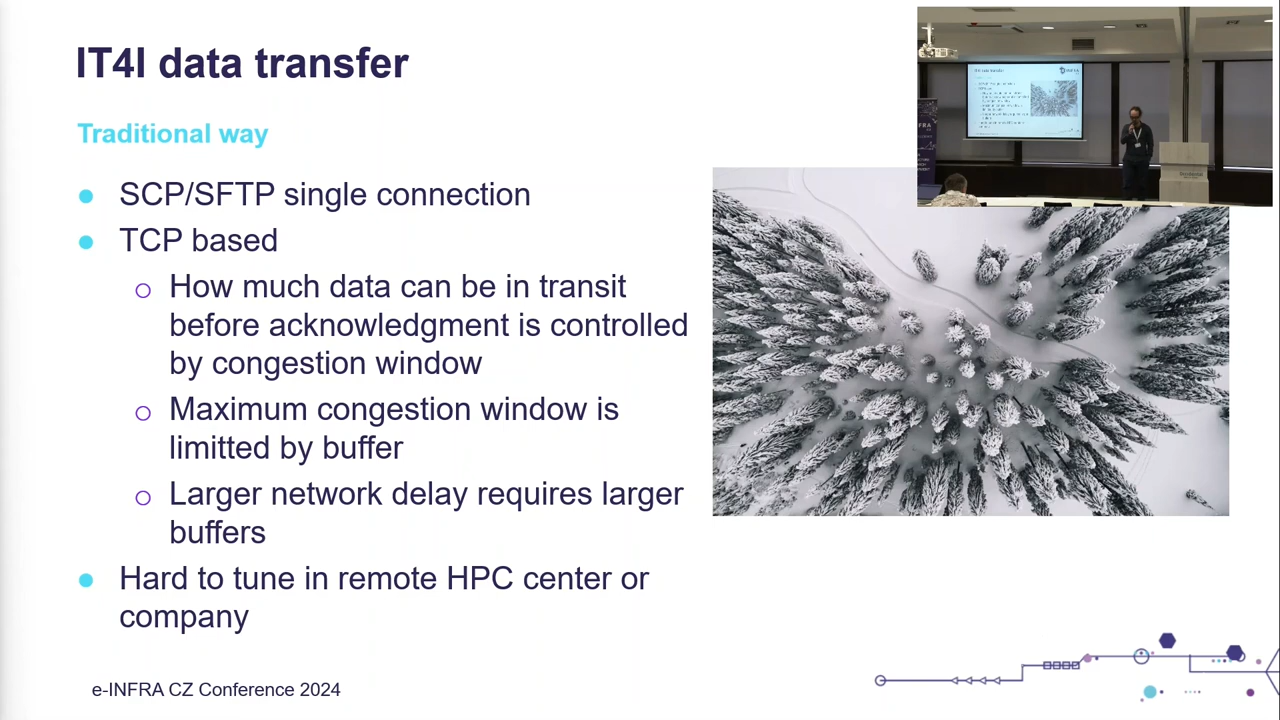 IT4I data transfer
Traditional way
SCP/SFTP single connection
TCP based
How much data can be in transit
before acknowledgment is controlled
by congestion window
Maximum congestion window is
limitted by buffer
Larger network delay requires larger
buffers
Hard to tune in remote HPC center or
company
e-INFRA CZ Conference 2024